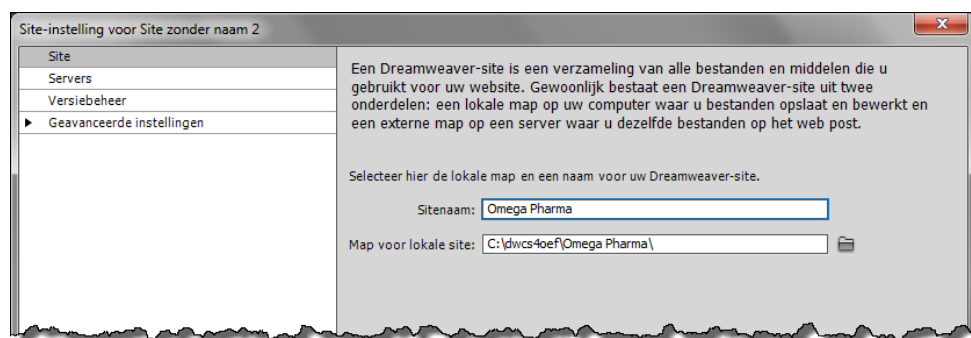 Site-instelling voor Site zonder naam 2
Site
Servers
Versiebeheer
Geavanceerde instellingen
Een Dreamweaver-site is een verzameling van alle bestanden en middelen die u
gebruikt voor uw website. Gewoonlijk bestaat een Dreamweaver-site uit twee
onderdelen: een lokale map op uw computer waar u bestanden opslaat en bewerkt en
een externe map op een server waar u dezelfde bestanden op het web post.
Selecteer hier de lokale map en een naam voor uw Dreamweaver-site.
Sitenaam: Omega Pharma
Map voor lokale site: C:\dwcs4oef\Omega Pharma\